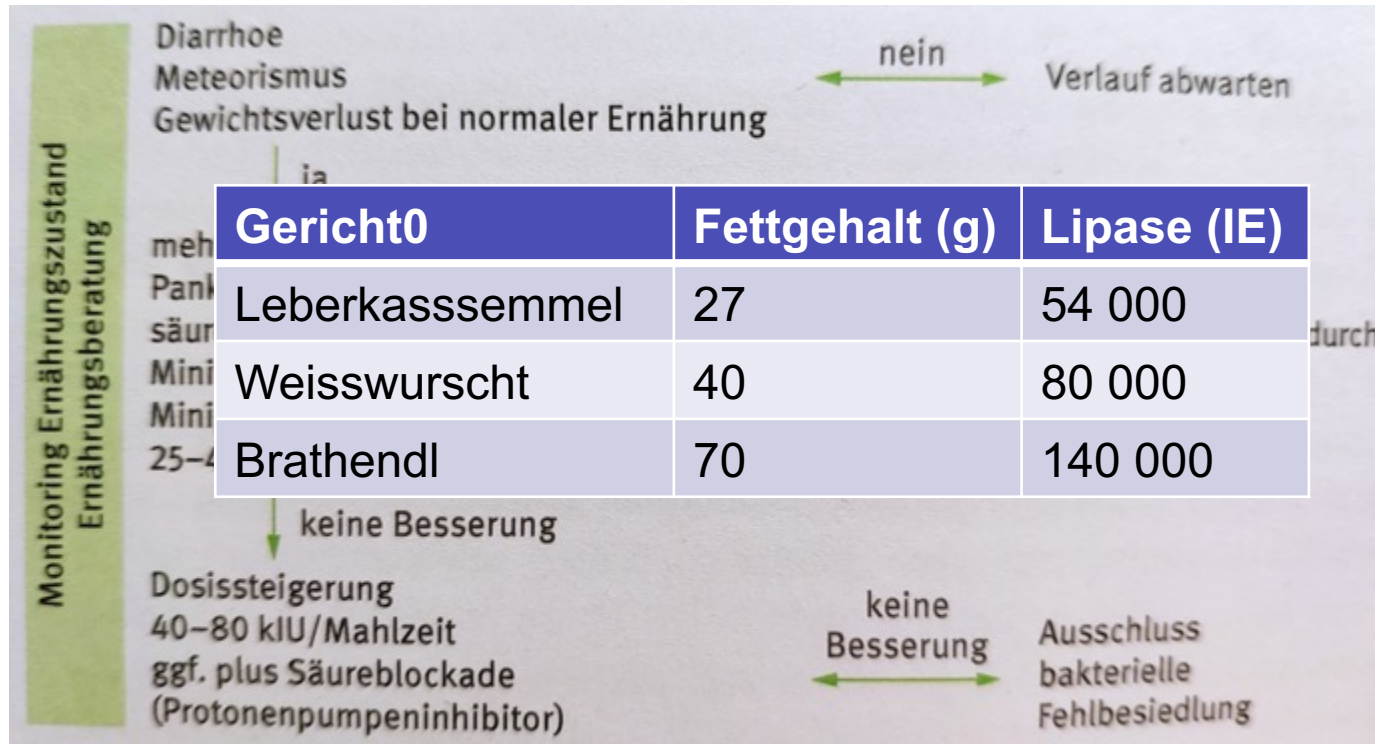 Diarrhoe
Meteorismus
Gewichtsverlust bei normaler Ernährung
nein
Verlauf abwarten
ja
Monitoring Ernährungszustand
Ernährungsberatung
Gericht0 Fettgehalt (g) Lipase (IE)
Leberkasssemmel 27 54 000
Weisswurscht 40 80 000
Brathendl 70 140 000
durch
keine Besserung
Dosissteigerung
40–80 kIU/Mahlzeit
ggf. plus Säureblockade
(Protonenpumpeninhibitor)
keine
Besserung
Ausschluss
bakterielle
Fehlbesiedlung